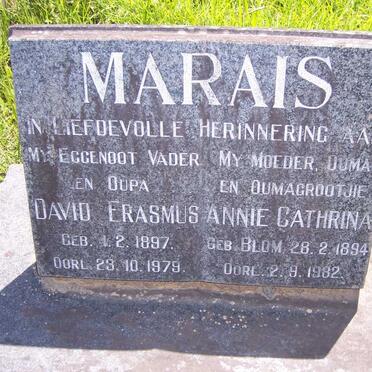 MARAIS
IN LIEFDEVOLLE HERINNERING AA
MY EGGENOOT VADER MY MOEDER, OUMA
EN OUPA EN OUMAGROOTJIE
DAVID ERASMUS ANNIE CATHRINA
GEB. 1. 2. 1897. GEB. BLOM. 28. 2. 1894
OORL. 23. 10. 1979. OORL. 2. 9. 1982.